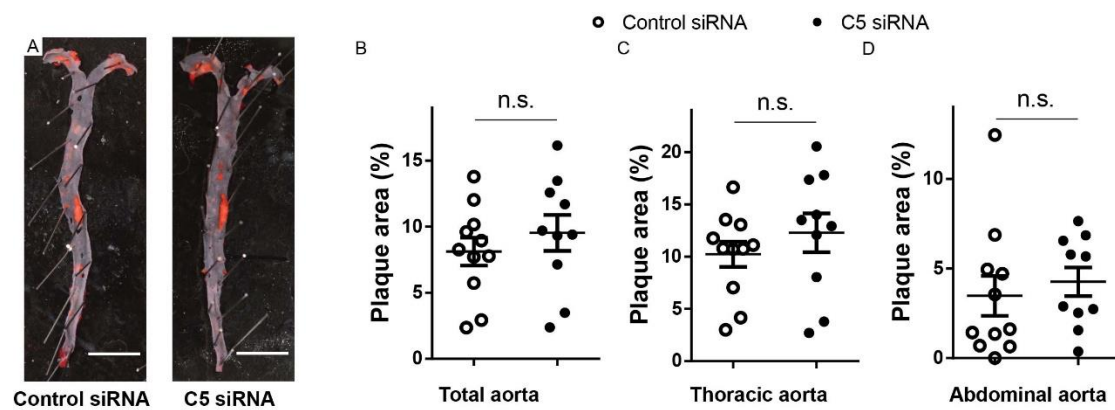 Control siRNA
C5 siRNA
A
B
C
D
n.s.
n.s.
n.s.
Plaque area (%)
15
10
5
0
Plaque area (%)
20
15
10
5
0
Plaque area (%)
10
5
0
Control siRNA
C5 siRNA
Total aorta
Thoracic aorta
Abdominal aorta